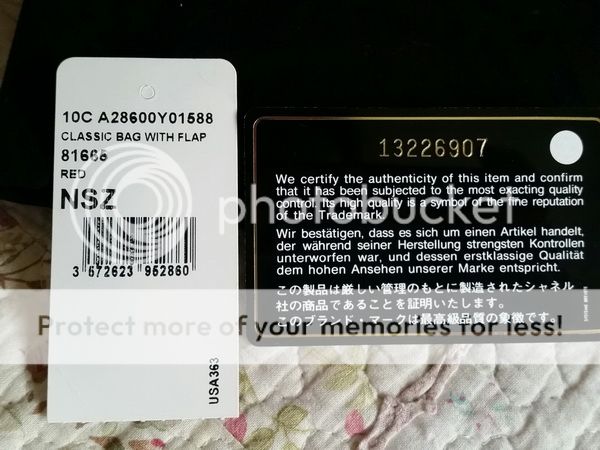 10C A28600Y01588
CLASSIC BAG WITH FLAP
81665
RED
NSZ
3 572623 952860
USA363
13226907
We certify the authenticity of this item and confirm
that it has been subjected to the most exacting quality
control. Its high quality is a symbol of the fine reputation
of the Trademark.
Wir bestätigen, dass es sich um einen Artikel handelt,
der während seiner Herstellung strengsten Kontrollen
unterworfen war, und dessen erstklassige Qualität
dem hohen Ansehen unserer Marke entspricht.
この製品は厳しい管理のもとに製造されたシャネル
社の商品であることを証明いたします。
このブランド・マークは最高級品質の象徴です。
photobucket
Protect more of your memories for less!